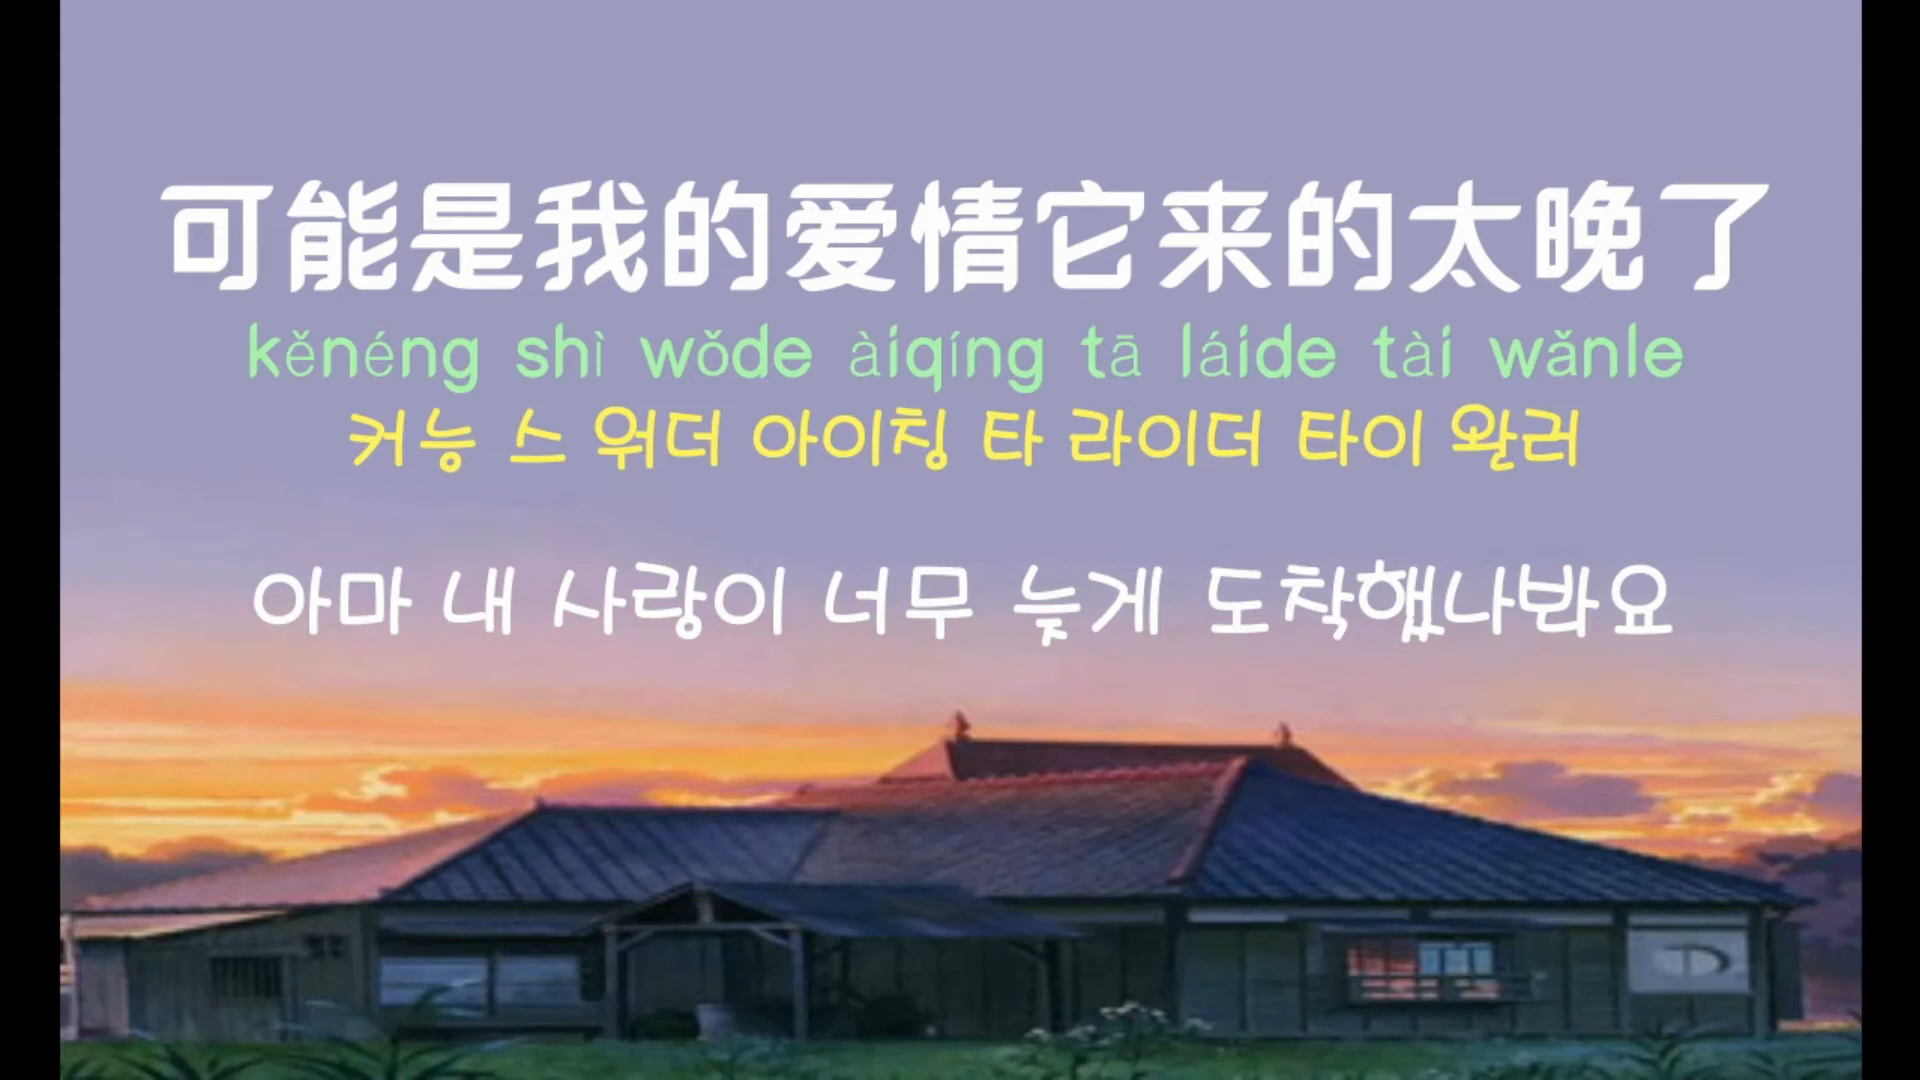 可能是我的爱情它来的太晚了
kěnéng shì wǒde àiqíng tā láide tài wǎnle
커능 스 워더 아이칭 타 라이더 타이 완러
아마 내 사랑이 너무 늦게 도착했나봐요